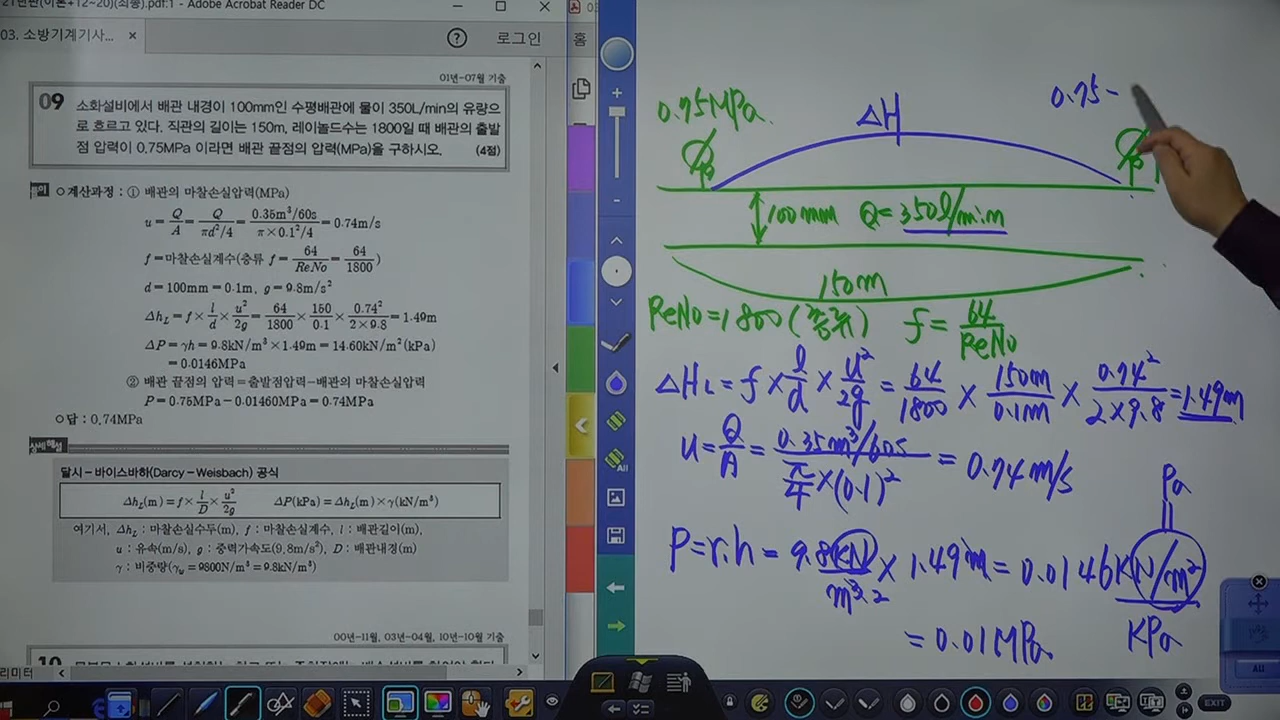 21년판(이론+12~20)(최종).pdf:1 - Adobe Acrobat Reader DC
03. 소방기계기사...
로그인
홈
01년-07월 기출
09 소화설비에서 배관 내경이 100mm인 수평배관에 물이 350L/min의 유량으
로 흐르고 있다. 직관의 길이는 150m, 레이놀드수는 1800일 때 배관의 출발
점 압력이 0.75MPa 이라면 배관 끝점의 압력(MPa)을 구하시오. (4점)
○계산과정 : ① 배관의 마찰손실압력(MPa)
u = Q/A = Q/πd²/4 = 0.35m³/60s/π×0.1²/4 = 0.74m/s
f = 마찰손실계수(층류 f = 64/ReNo = 64/1800)
d = 100mm = 0.1m, g = 9.8m/s²
Δh_L = f × l/d × u²/2g = 64/1800 × 150/0.1 × 0.74²/2×9.8 = 1.49m
ΔP = γh = 9.8kN/m³ × 1.49m = 14.60kN/m²(kPa)
= 0.0146MPa
② 배관 끝점의 압력 = 출발점압력 - 배관의 마찰손실압력
P = 0.75MPa - 0.01460MPa = 0.74MPa
○답 : 0.74MPa
상세해설
달시-바이스바하(Darcy-Weisbach) 공식
Δh_L(m) = f × l/D × u²/2g ΔP(kPa) = Δh_L(m) × γ(kN/m³)
여기서, Δh_L : 마찰손실수두(m), f : 마찰손실계수, l : 배관길이(m),
u : 유속(m/s), g : 중력가속도(9.8m/s²), D : 배관내경(m)
γ : 비중량(γ_w = 9800N/m³ = 9.8kN/m³)
00년-11월, 03년-04월, 10년-10월 기출
10
0.75MPa
ΔH
0.75-
100mm Q=350l/min
150m
ReNo=1800(층류) f = 64/ReNo
ΔH_L = f × l/d × u²/2g = 64/1800 × 150m/0.1m × 0.74²/2×9.8 = 1.49m
u = Q/A = 0.35m³/60s/π/4×(0.1)² = 0.74m/s
Pa
P=γ.h = 9.8KN/m³·² × 1.49m = 0.0146KN/m²
KPa
= 0.01MPa
All
ALL
EXIT